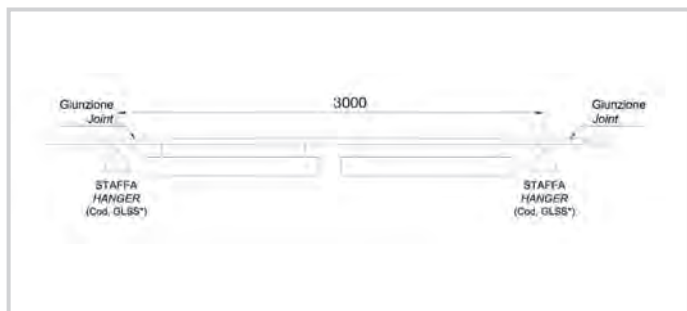 3000
Giunzione
Joint
Giunzione
Joint
STAFFA
HANGER
(Cod. GLSS*)
STAFFA
HANGER
(Cod. GLSS*)